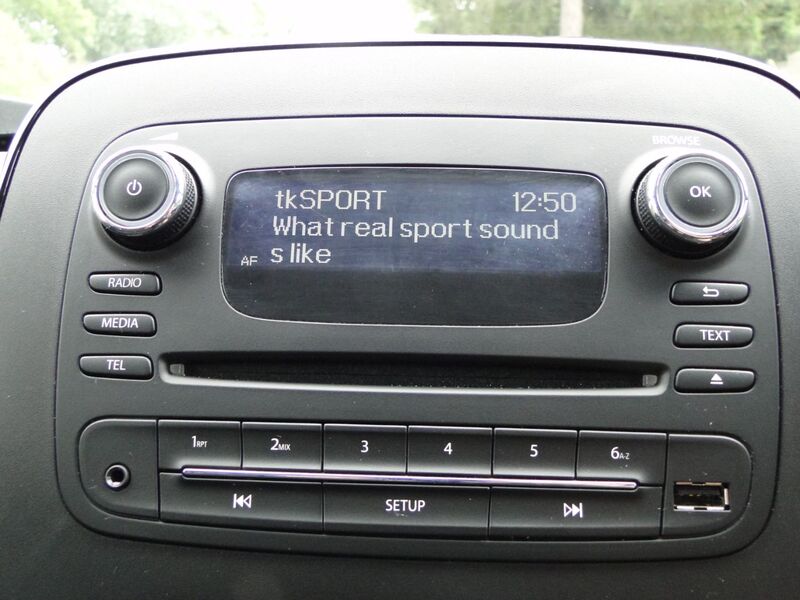 BROWSE
OK
tkSPORT 12:50
What real sport sound
AF s like
RADIO
MEDIA
TEXT
TEL
1RPT 2MIX 3 4 5 6A-Z
SETUP